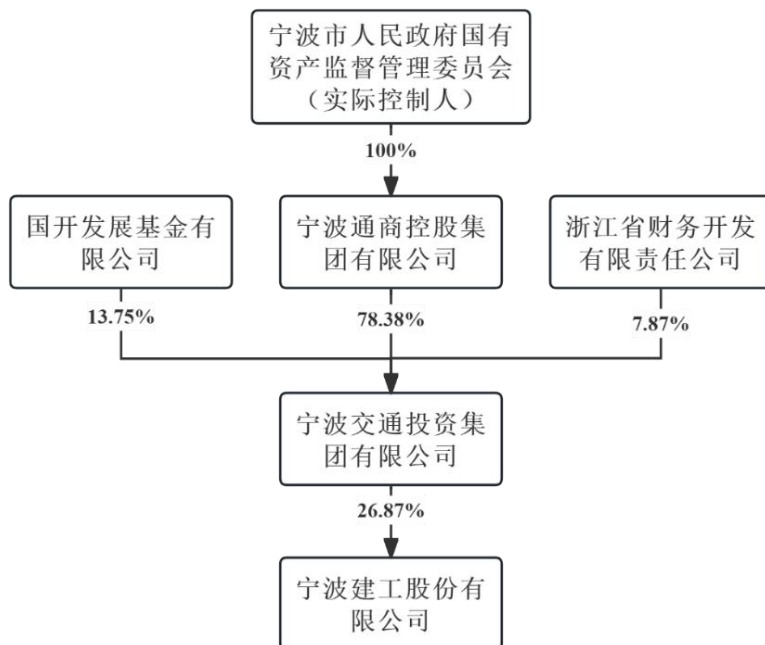 宁波市人民政府国有
资产监督管理委员会
（实际控制人）
100%
国开发展基金有
限公司
宁波通商控股集
团有限公司
浙江省财务开发
有限责任公司
13.75%
78.38%
7.87%
宁波交通投资集
团有限公司
26.87%
宁波建工股份有
限公司